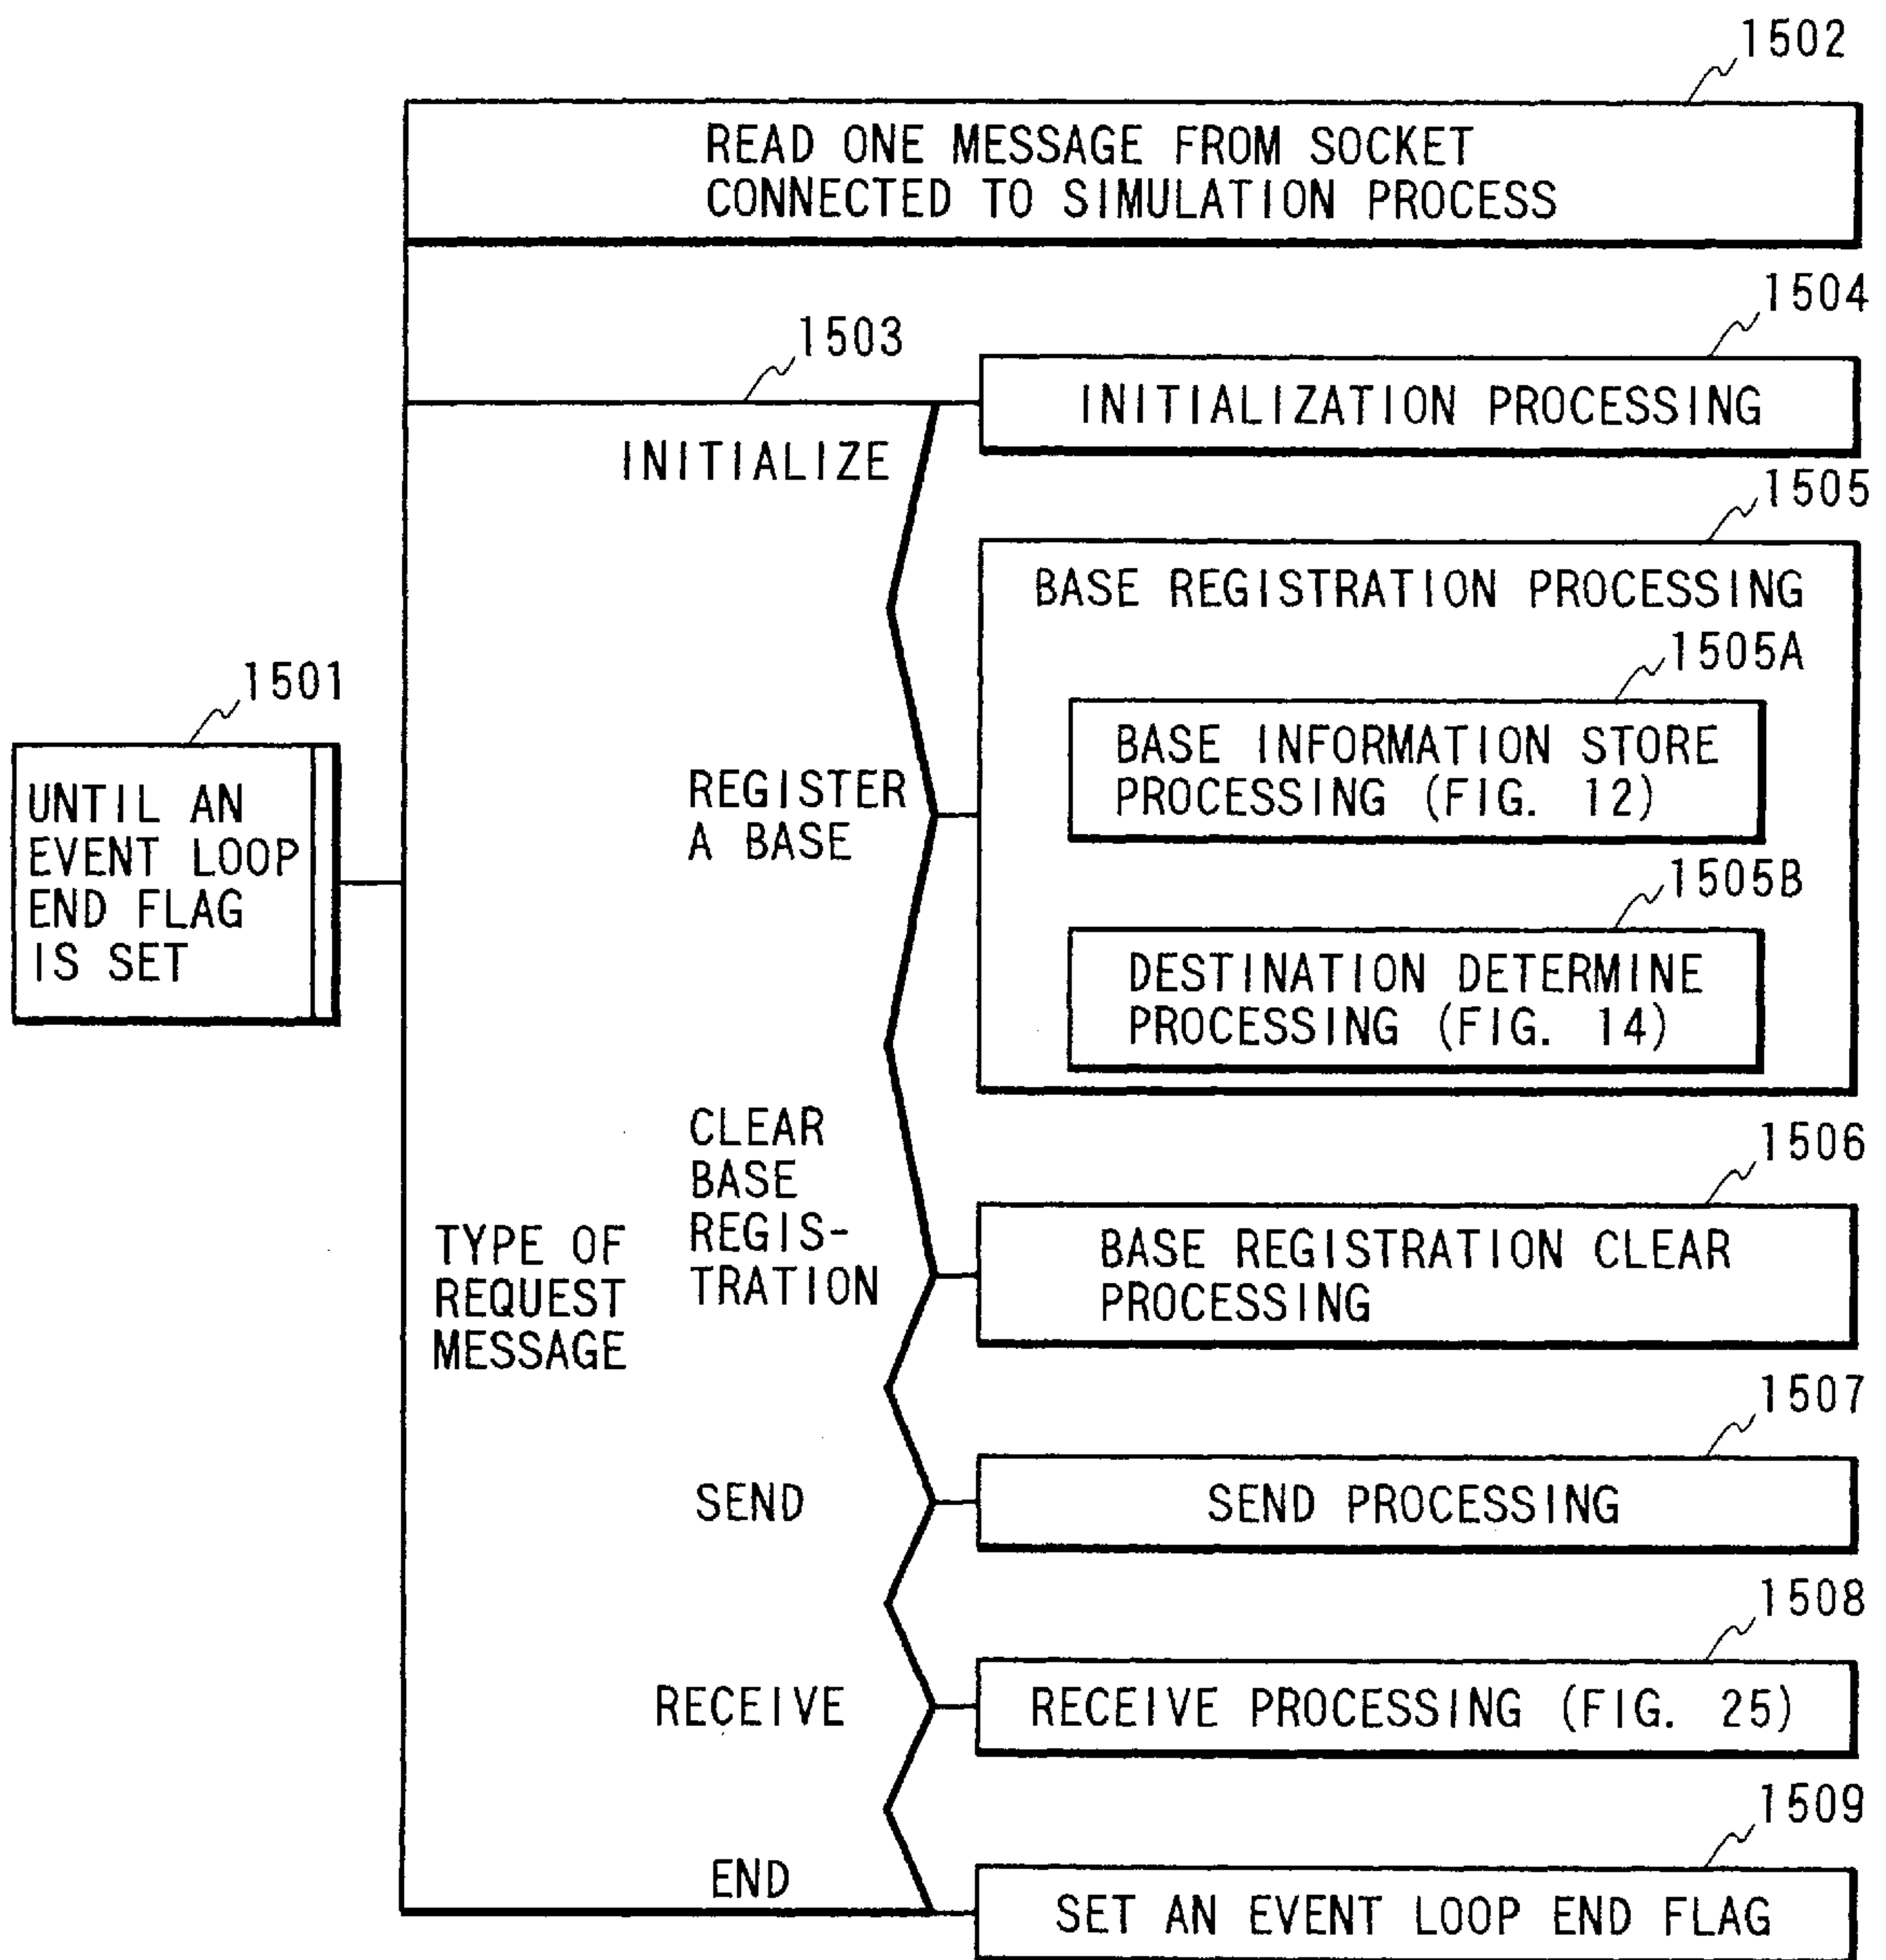 1502
READ ONE MESSAGE FROM SOCKET
CONNECTED TO SIMULATION PROCESS
1504
1503
INITIALIZATION PROCESSING
INITIALIZE
1505
BASE REGISTRATION PROCESSING
1505A
1501
BASE INFORMATION STORE
PROCESSING (FIG. 12)
UNTIL AN
EVENT LOOP
END FLAG
IS SET
REGISTER
A BASE
1505B
DESTINATION DETERMINE
PROCESSING (FIG. 14)
CLEAR
BASE
REGIS-
TRATION
1506
TYPE OF
REQUEST
MESSAGE
BASE REGISTRATION CLEAR
PROCESSING
1507
SEND
SEND PROCESSING
1508
RECEIVE
RECEIVE PROCESSING (FIG. 25)
1509
END
SET AN EVENT LOOP END FLAG